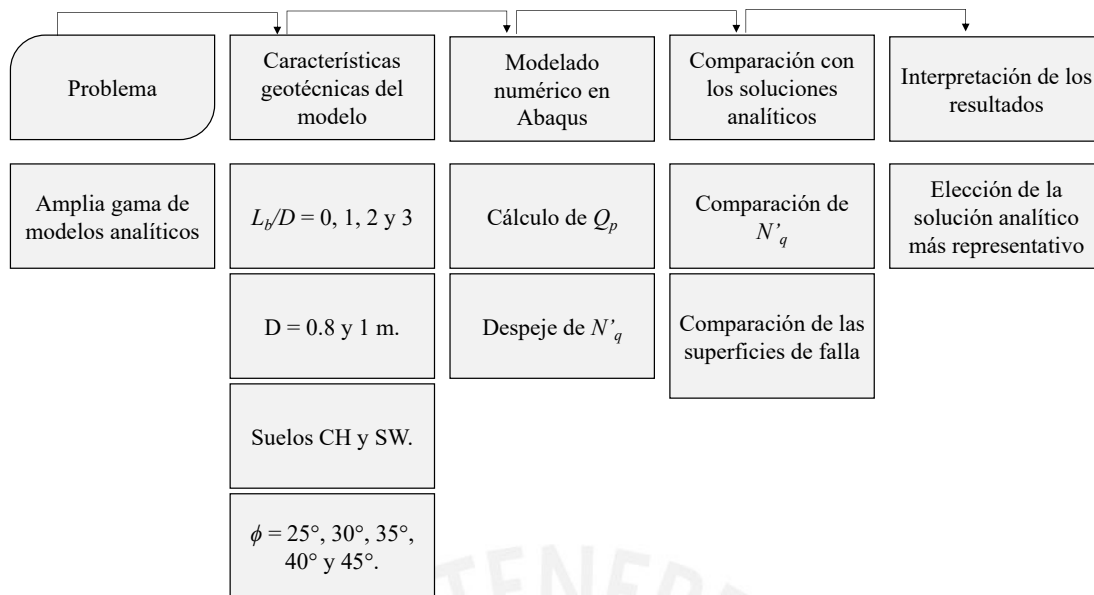 Problema
Características
geotécnicas del
modelo
Modelado
numérico en
Abaqus
Comparación con
los soluciones
analíticos
Interpretación de los
resultados
Amplia gama de
modelos analíticos
L_b/D = 0, 1, 2 y 3
D = 0.8 y 1 m.
Suelos CH y SW.
ϕ = 25°, 30°, 35°,
40° y 45°.
Cálculo de Q_p
Despeje de N’_q
Comparación de
N’_q
Comparación de las
superficies de falla
Elección de la
solución analítico
más representativo